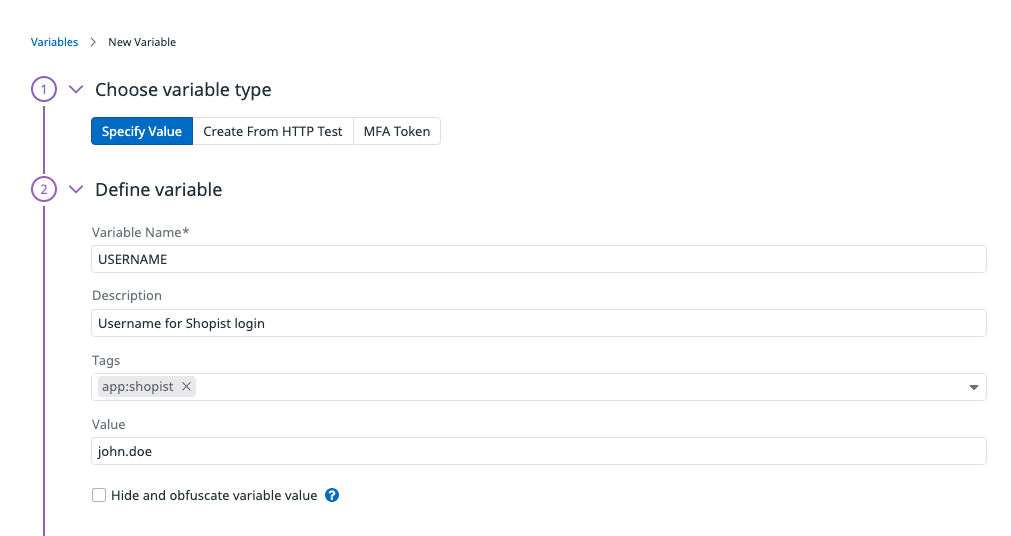 Variables > New Variable
1 Choose variable type
Specify Value Create From HTTP Test MFA Token
2 Define variable
Variable Name*
USERNAME
Description
Username for Shopist login
Tags
app:shopist ×
Value
john.doe
Hide and obfuscate variable value ?